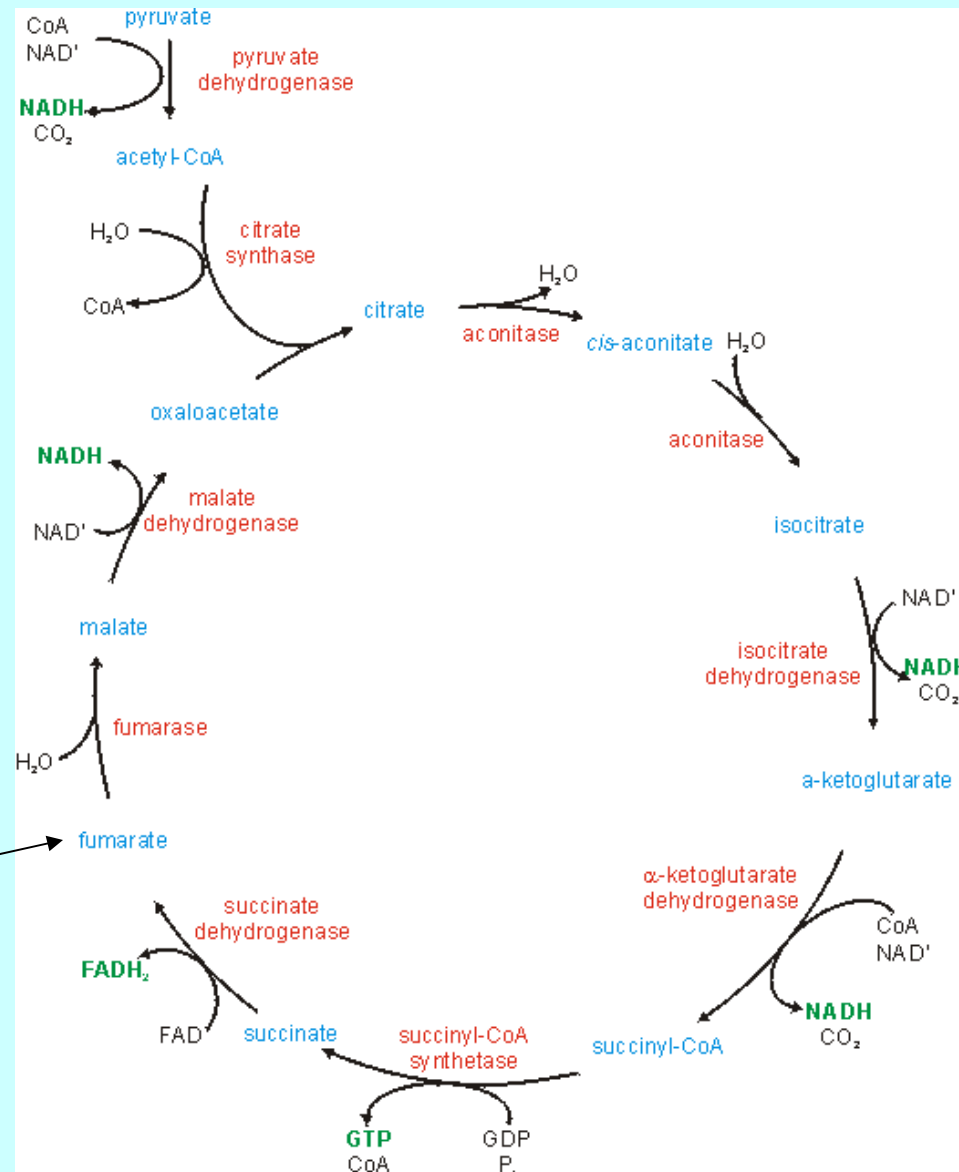 pyruvate
CoA
NAD'
pyruvate
dehydrogenase
NADH
CO₂
acetyl-CoA
H₂O
citrate
synthase
CoA
citrate
H₂O
aconitase
cis-aconitate
H₂O
aconitase
isocitrate
oxaloacetate
NADH
malate
dehydrogenase
NAD'
malate
NAD'
isocitrate
dehydrogenase
NADH
CO₂
fumarase
H₂O
a-ketoglutarate
fumarate
α-ketoglutarate
dehydrogenase
CoA
NAD'
NADH
CO₂
succinate
dehydrogenase
FADH₂
FAD
succinate
succinyl-CoA
synthetase
succinyl-CoA
GTP
CoA
GDP
P.